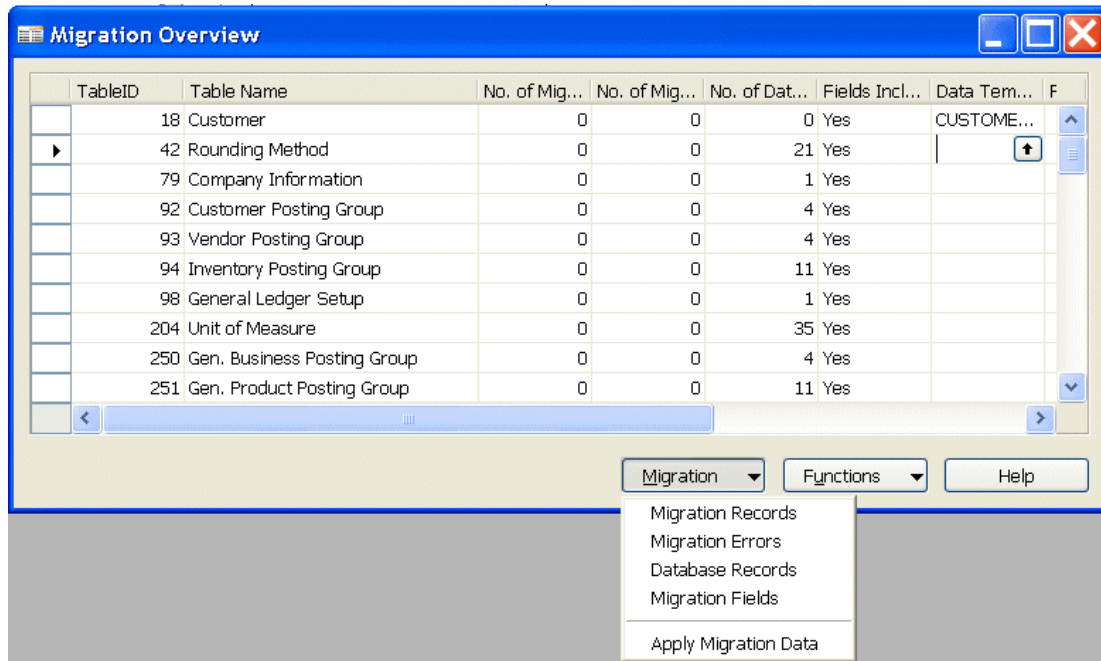 Migration Overview
TableID Table Name No. of Mig... No. of Mig... No. of Dat... Fields Incl... Data Tem... F
18 Customer 0 0 0 Yes CUSTOME...
42 Rounding Method 0 0 21 Yes
79 Company Information 0 0 1 Yes
92 Customer Posting Group 0 0 4 Yes
93 Vendor Posting Group 0 0 4 Yes
94 Inventory Posting Group 0 0 11 Yes
98 General Ledger Setup 0 0 1 Yes
204 Unit of Measure 0 0 35 Yes
250 Gen. Business Posting Group 0 0 4 Yes
251 Gen. Product Posting Group 0 0 11 Yes
Migration Functions Help
Migration Records
Migration Errors
Database Records
Migration Fields
Apply Migration Data